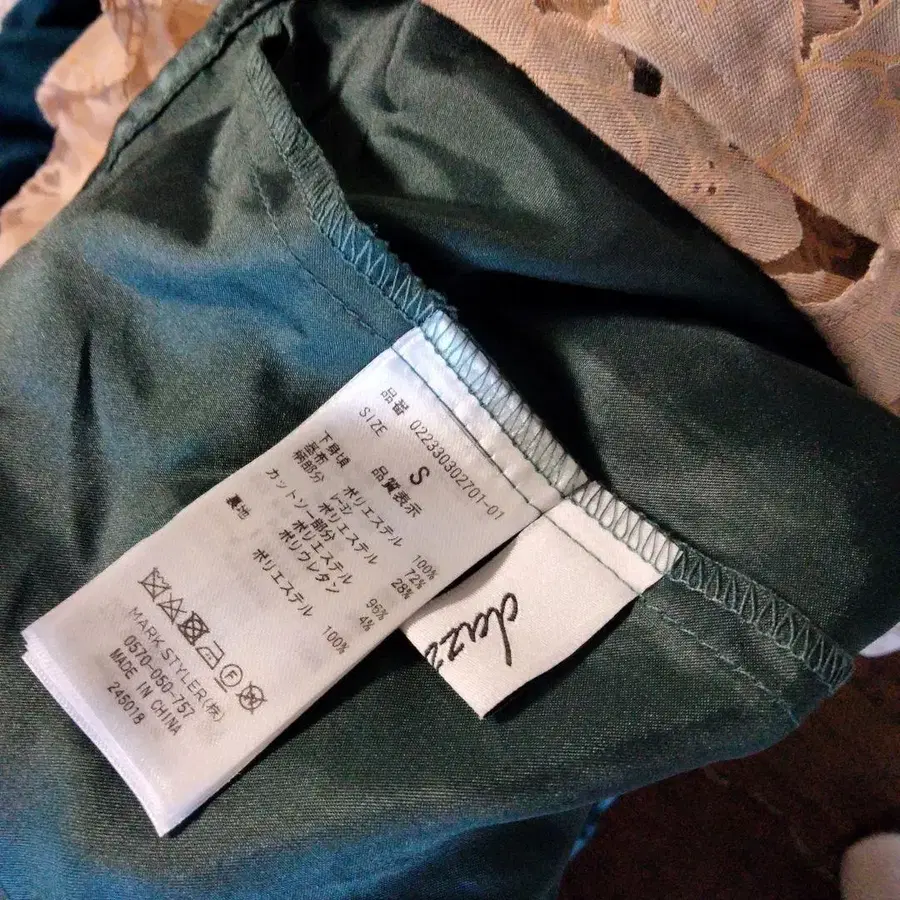 品番 022330302701-01
SIZE S
品質表示
下身頃 ポリエステル 100%
基布 レーヨン 72%
柄部分 ポリエステル 28%
カットソー部分
ポリエステル 96%
ポリウレタン 4%
裏地 ポリエステル 100%
F
MARK STYLER(株)
0570-050-757
MADE IN CHINA
245018
daz